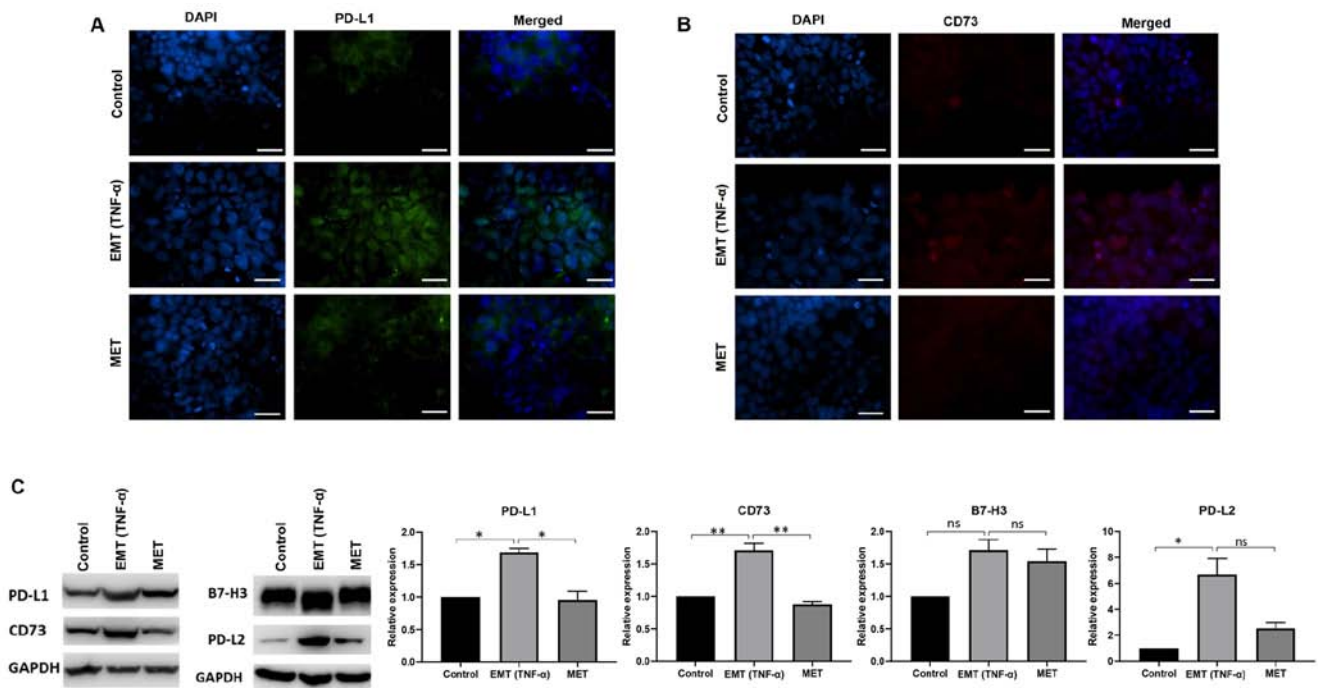 A
DAPI
PD-L1
Merged
Control
EMT (TNF-α)
MET
B
DAPI
CD73
Merged
Control
EMT (TNF-α)
MET
C
Control
EMT (TNF-α)
MET
PD-L1
CD73
GAPDH
Control
EMT (TNF-α)
MET
B7-H3
PD-L2
GAPDH
PD-L1
Relative expression
2.0
1.5
1.0
0.5
0.0
* *
Control EMT (TNF-α) MET
CD73
Relative expression
2.0
1.5
1.0
0.5
0.0
** **
Control EMT (TNF-α) MET
B7-H3
Relative expression
2.0
1.5
1.0
0.5
0.0
ns ns
Control EMT (TNF-α) MET
PD-L2
Relative expression
10
8
6
4
2
0
* ns
Control EMT (TNF-α) MET